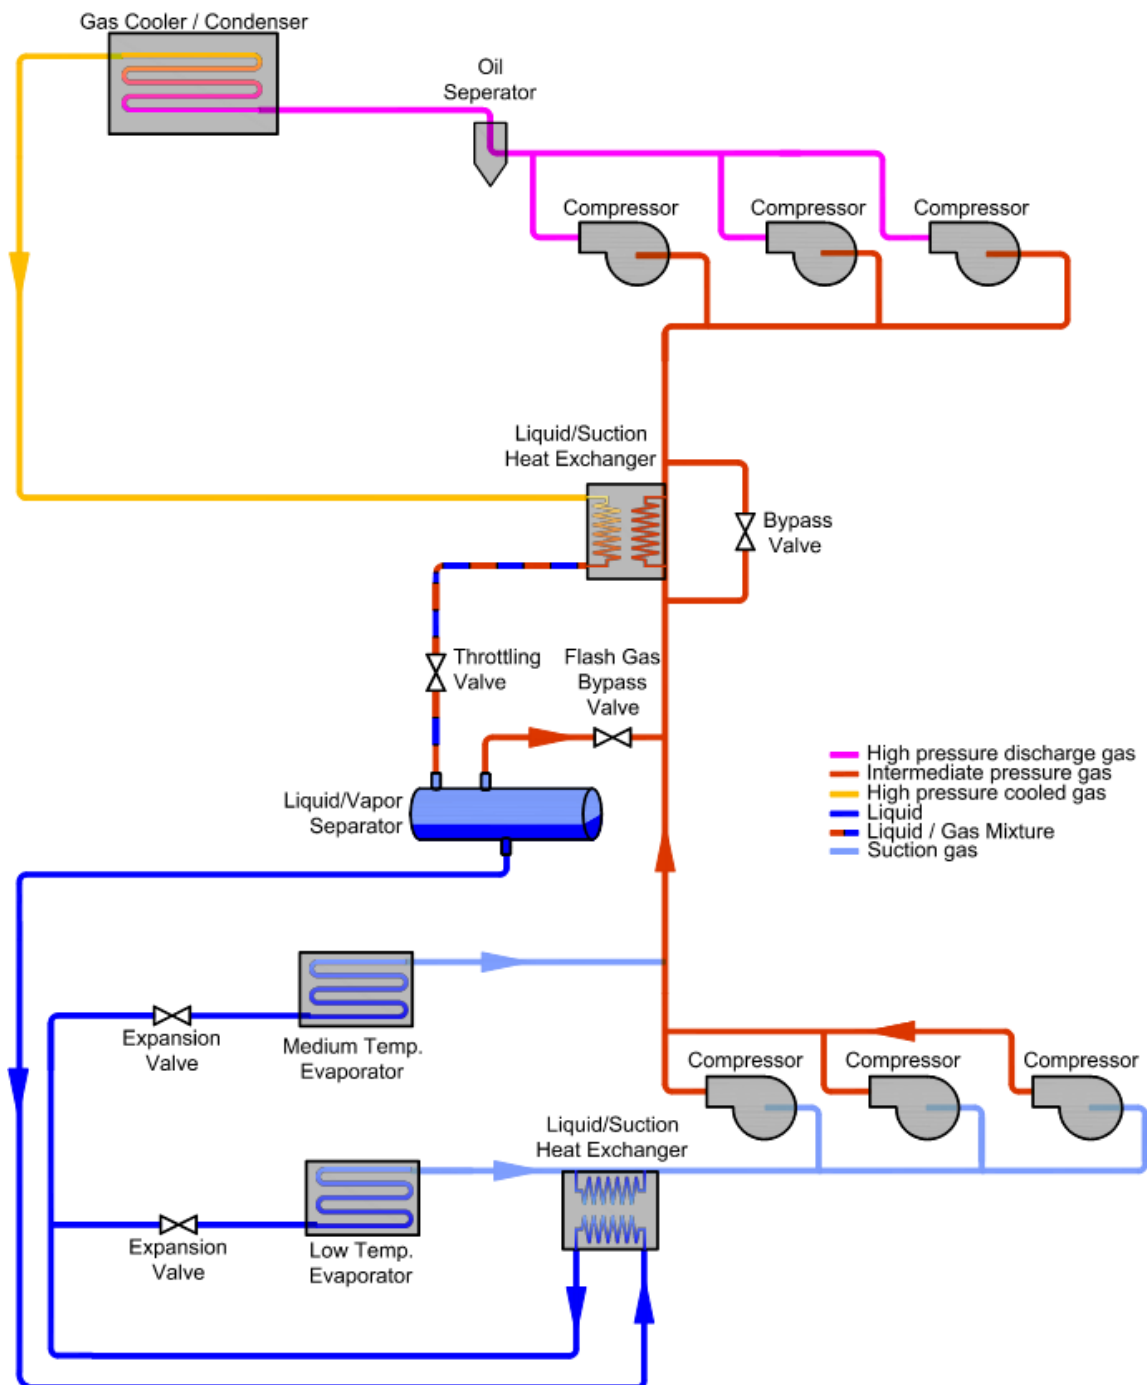 Gas Cooler / Condenser
Oil
Seperator
Compressor
Compressor
Compressor
Liquid/Suction
Heat Exchanger
Bypass
Valve
Throttling
Valve
Flash Gas
Bypass
Valve
High pressure discharge gas
Intermediate pressure gas
High pressure cooled gas
Liquid
Liquid / Gas Mixture
Suction gas
Liquid/Vapor
Separator
Expansion
Valve
Medium Temp.
Evaporator
Compressor
Compressor
Compressor
Liquid/Suction
Heat Exchanger
Expansion
Valve
Low Temp.
Evaporator